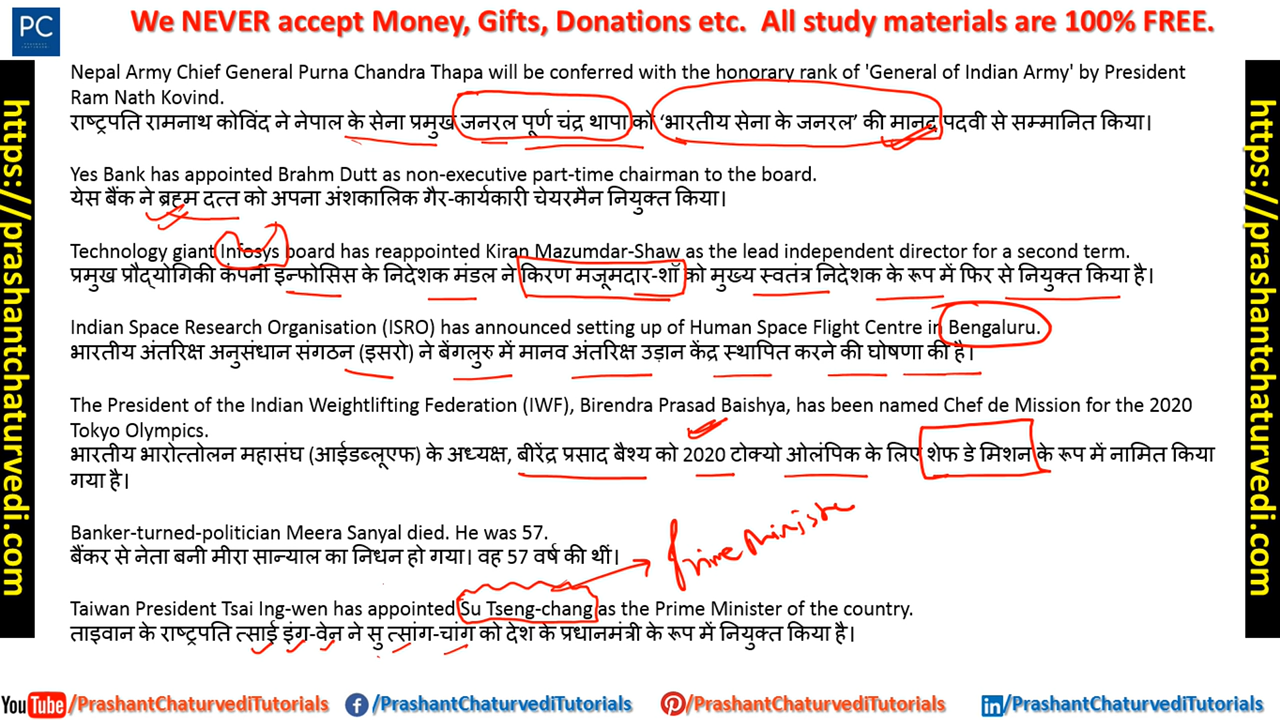 PC
PRASHANT
CHATURVEDI
We NEVER accept Money, Gifts, Donations etc. All study materials are 100% FREE.
https://prashantchaturvedi.com
Nepal Army Chief General Purna Chandra Thapa will be conferred with the honorary rank of 'General of Indian Army' by President
Ram Nath Kovind.
राष्ट्रपति रामनाथ कोविंद ने नेपाल के सेना प्रमुख जनरल पूर्ण चंद्र थापा को ‘भारतीय सेना के जनरल’ की मानद पदवी से सम्मानित किया।
Yes Bank has appointed Brahm Dutt as non-executive part-time chairman to the board.
येस बैंक ने ब्रह्म दत्त को अपना अंशकालिक गैर-कार्यकारी चेयरमैन नियुक्त किया।
Technology giant Infosys board has reappointed Kiran Mazumdar-Shaw as the lead independent director for a second term.
प्रमुख प्रौद्योगिकी कंपनी इन्फोसिस के निदेशक मंडल ने किरण मजूमदार-शॉ को मुख्य स्वतंत्र निदेशक के रूप में फिर से नियुक्त किया है।
Indian Space Research Organisation (ISRO) has announced setting up of Human Space Flight Centre in Bengaluru.
भारतीय अंतरिक्ष अनुसंधान संगठन (इसरो) ने बेंगलुरु में मानव अंतरिक्ष उड़ान केंद्र स्थापित करने की घोषणा की है।
The President of the Indian Weightlifting Federation (IWF), Birendra Prasad Baishya, has been named Chef de Mission for the 2020
Tokyo Olympics.
भारतीय भारोत्तोलन महासंघ (आईडब्लूएफ) के अध्यक्ष, बीरेंद्र प्रसाद बैश्य को 2020 टोक्यो ओलंपिक के लिए शेफ डे मिशन के रूप में नामित किया
गया है।
Banker-turned-politician Meera Sanyal died. He was 57.
बैंकर से नेता बनी मीरा सान्याल का निधन हो गया। वह 57 वर्ष की थीं।
Prime Minister
Taiwan President Tsai Ing-wen has appointed Su Tseng-chang as the Prime Minister of the country.
ताइवान के राष्ट्रपति त्साई इंग-वेन ने सु त्सांग-चांग को देश के प्रधानमंत्री के रूप में नियुक्त किया है।
https://prashantchaturvedi.com
YouTube/PrashantChaturvediTutorials
f/PrashantChaturvediTutorials
/PrashantChaturvediTutorials
in/PrashantChaturvediTutorials